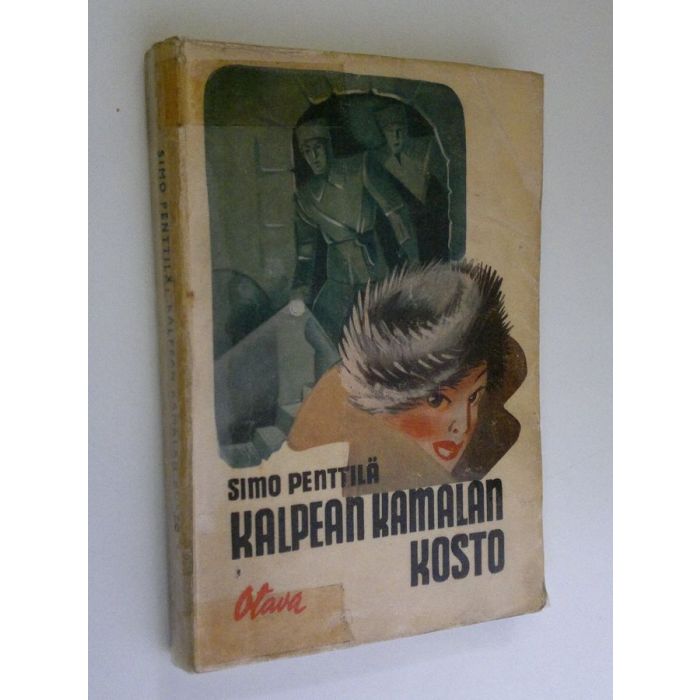 SIMO PENTTILÄ
KALPEAN KAMALAN
KOSTO
Otava
SIMO PENTTILÄ: KALPEAN KAMALAN KOSTO